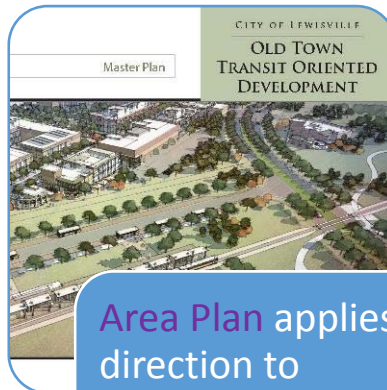 CITY OF LEWISVILLE
OLD TOWN
TRANSIT ORIENTED
DEVELOPMENT
Master Plan
Area Plan applies
direction to